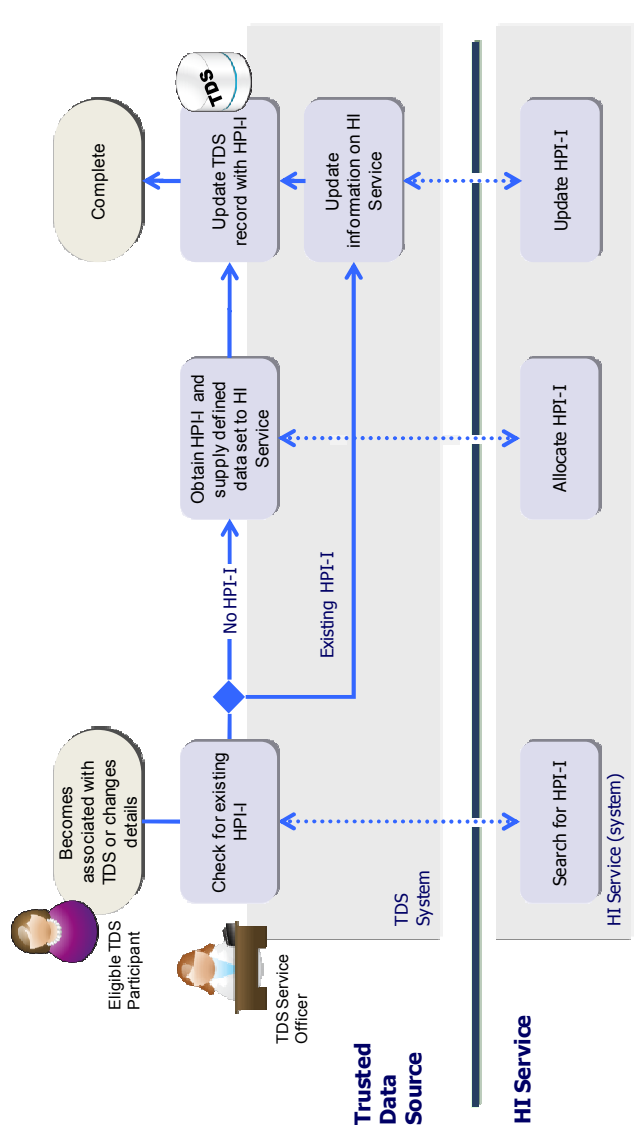 Becomes
associated with
TDS or changes
details
Eligible TDS
Participant
Complete
TDS Service
Officer
Check for existing
HPI-I
No HPI-I
Obtain HPI-I and
supply defined
data set to HI
Service
Update TDS
record with HPI-I
TDS
Existing HPI-I
Update
information on HI
Service
Trusted
Data
Source
TDS
System
HI Service
Search for HPI-I
Allocate HPI-I
Update HPI-I
HI Service (system)